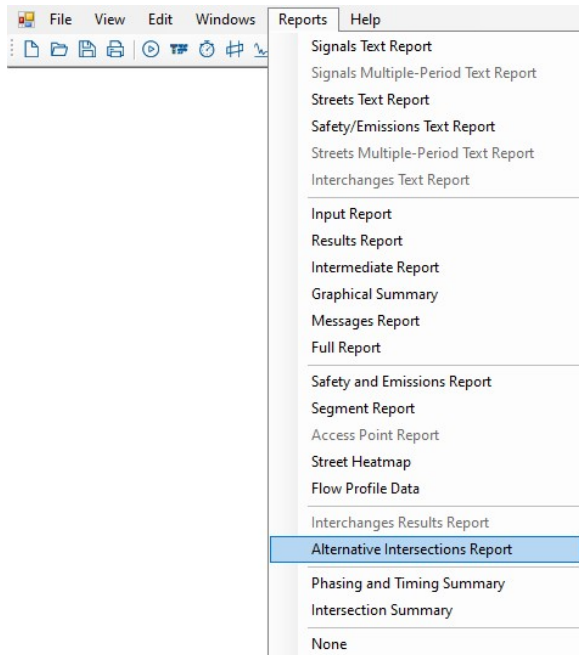 File View Edit Windows Reports Help
Signals Text Report
Signals Multiple-Period Text Report
Streets Text Report
Safety/Emissions Text Report
Streets Multiple-Period Text Report
Interchanges Text Report
Input Report
Results Report
Intermediate Report
Graphical Summary
Messages Report
Full Report
Safety and Emissions Report
Segment Report
Access Point Report
Street Heatmap
Flow Profile Data
Interchanges Results Report
Alternative Intersections Report
Phasing and Timing Summary
Intersection Summary
None